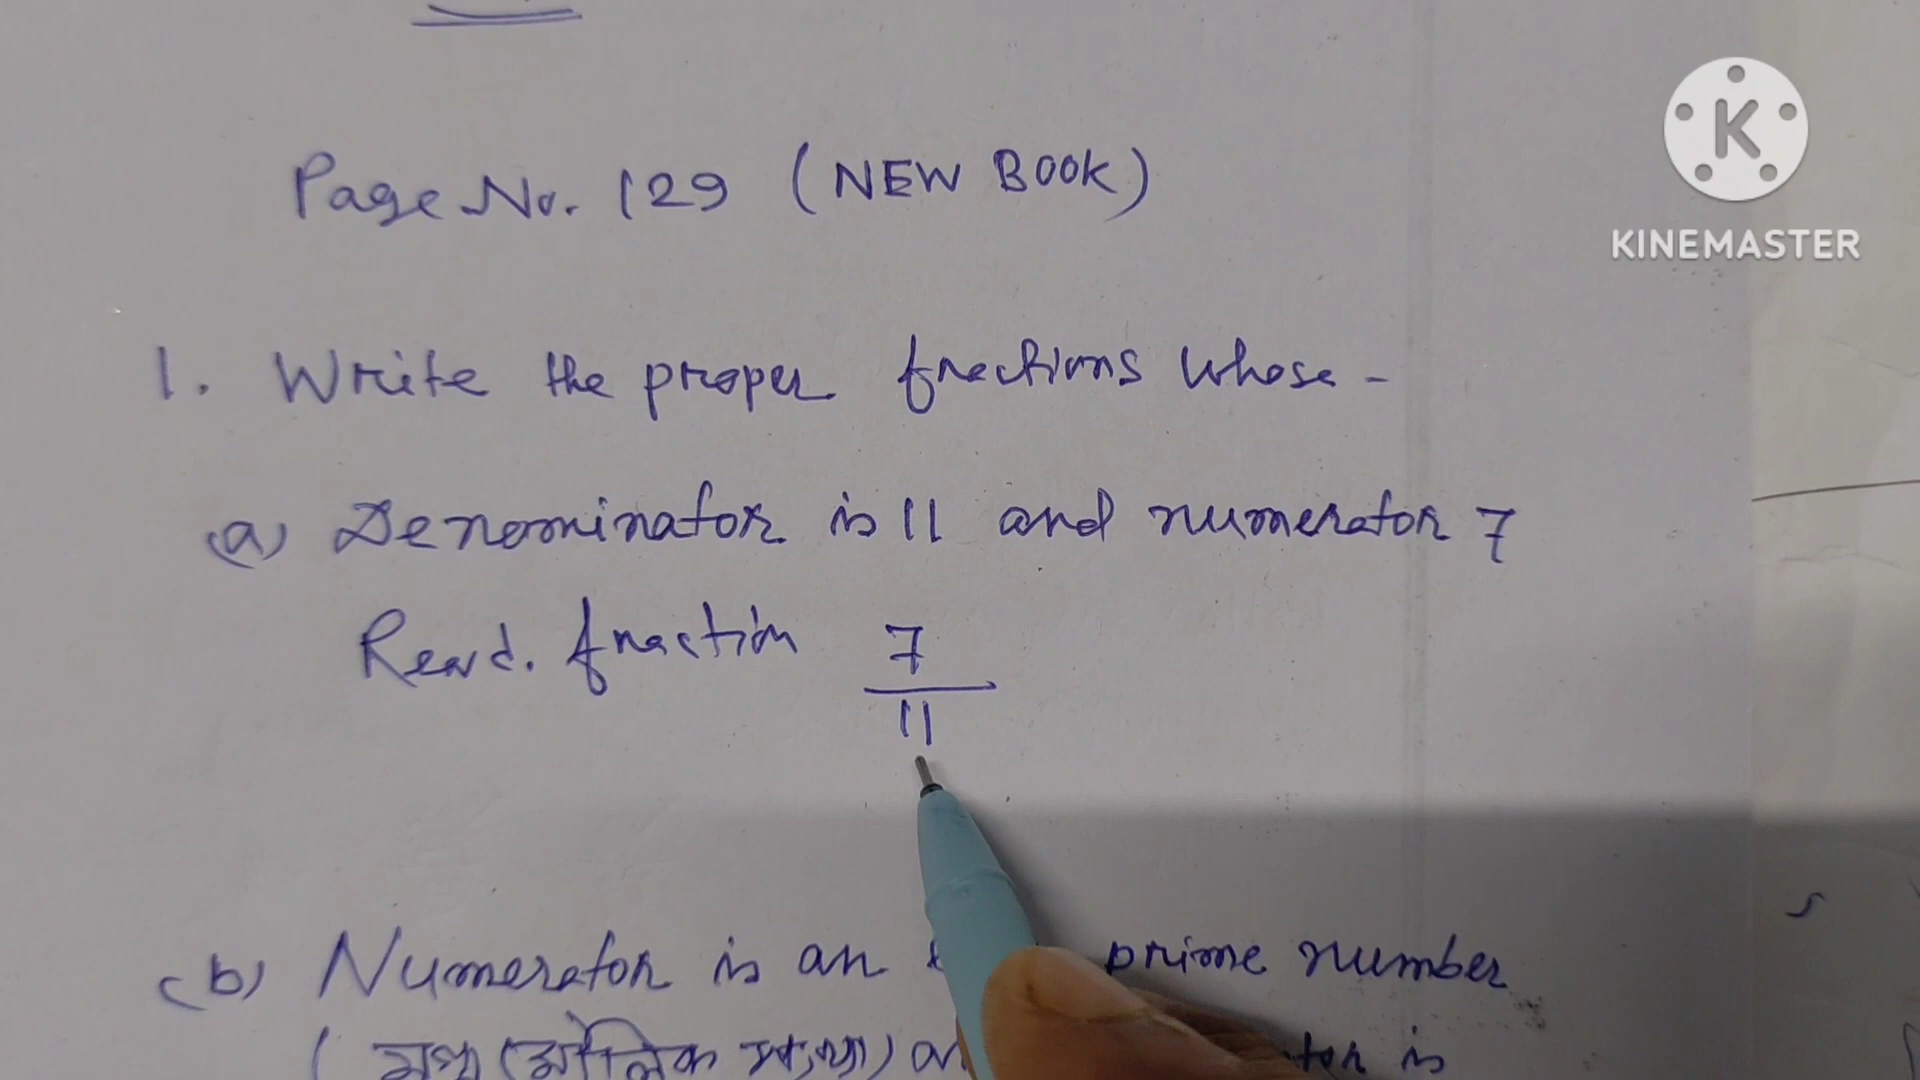 Page No. 129 (NEW BOOK)
K
KINEMASTER
1. Write the proper fractions whose -
(a) Denominator is 11 and numerator 7
Reqd. fraction 7
11
(b) Numerator is an prime number
is